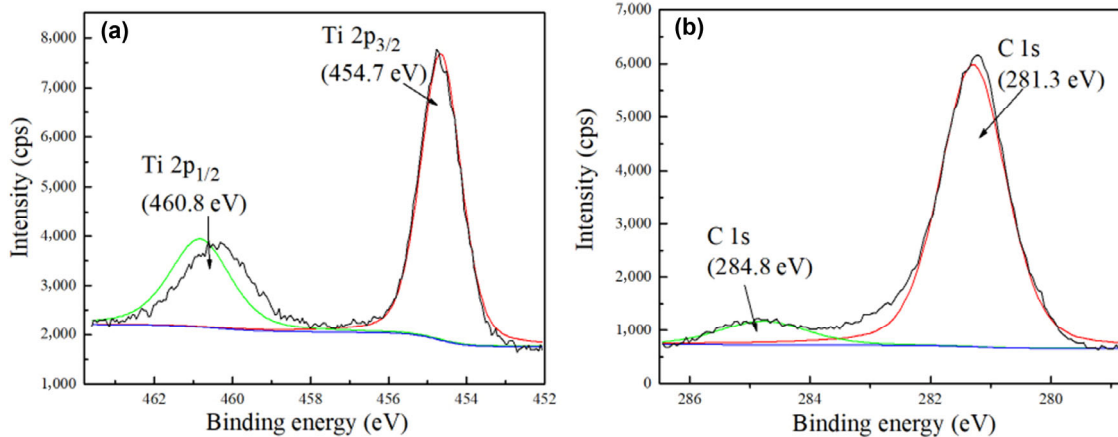 (a)
Ti 2p3/2
(454.7 eV)
Ti 2p1/2
(460.8 eV)
8,000
7,000
6,000
5,000
4,000
3,000
2,000
1,000
Intensity (cps)
462 460 458 456 454 452
Binding energy (eV)
(b)
C 1s
(281.3 eV)
C 1s
(284.8 eV)
7,000
6,000
5,000
4,000
3,000
2,000
1,000
0
Intensity (cps)
286 284 282 280
Binding energy (eV)